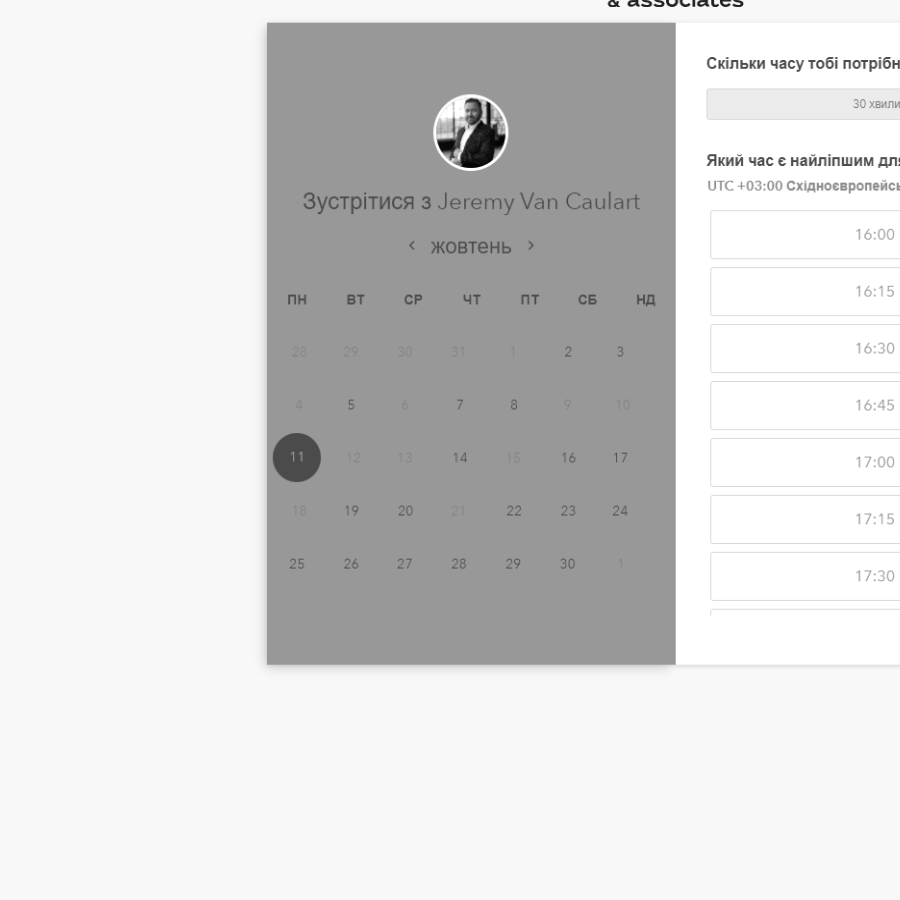 & associates
Зустрітися з Jeremy Van Caulart
‹ жовтень ›
ПН ВТ СР ЧТ ПТ СБ НД
28 29 30 31 1 2 3
4 5 6 7 8 9 10
11 12 13 14 15 16 17
18 19 20 21 22 23 24
25 26 27 28 29 30 1
Скільки часу тобі потрібн
30 хвили
Який час є найліпшим для
UTC +03:00 Східноєвропейсь
16:00
16:15
16:30
16:45
17:00
17:15
17:30